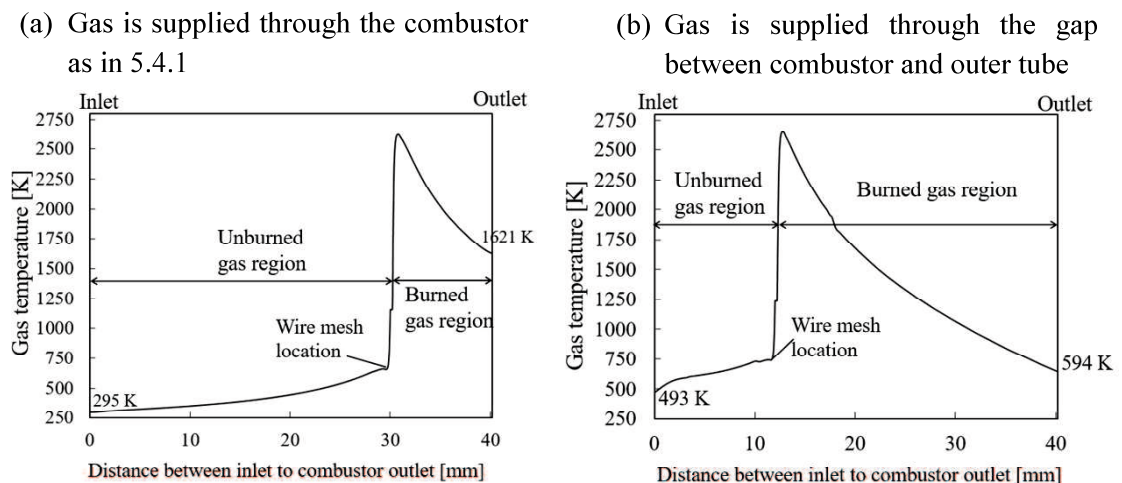 (a) Gas is supplied through the combustor
as in 5.4.1
Inlet
Outlet
2750
2500
2250
2000
1750
1500
1250
1000
750
500
250
Gas temperature [K]
1621 K
Unburned
gas region
Burned
gas region
Wire mesh
location
295 K
0
10
20
30
40
Distance between inlet to combustor outlet [mm]
(b) Gas is supplied through the gap
between combustor and outer tube
Inlet
Outlet
2750
2500
2250
2000
1750
1500
1250
1000
750
500
250
Gas temperature [K]
Unburned
gas region
Burned gas region
Wire mesh
location
594 K
493 K
0
10
20
30
40
Distance between inlet to combustor outlet [mm]